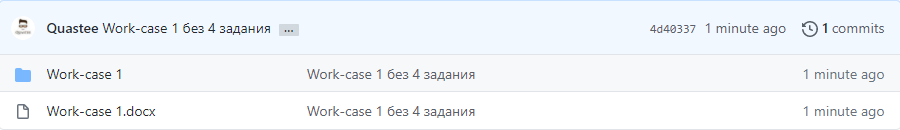 Quastee Work-case 1 без 4 задания ... 4d40337 1 minute ago 1 commits
Work-case 1 Work-case 1 без 4 задания 1 minute ago
Work-case 1.docx Work-case 1 без 4 задания 1 minute ago